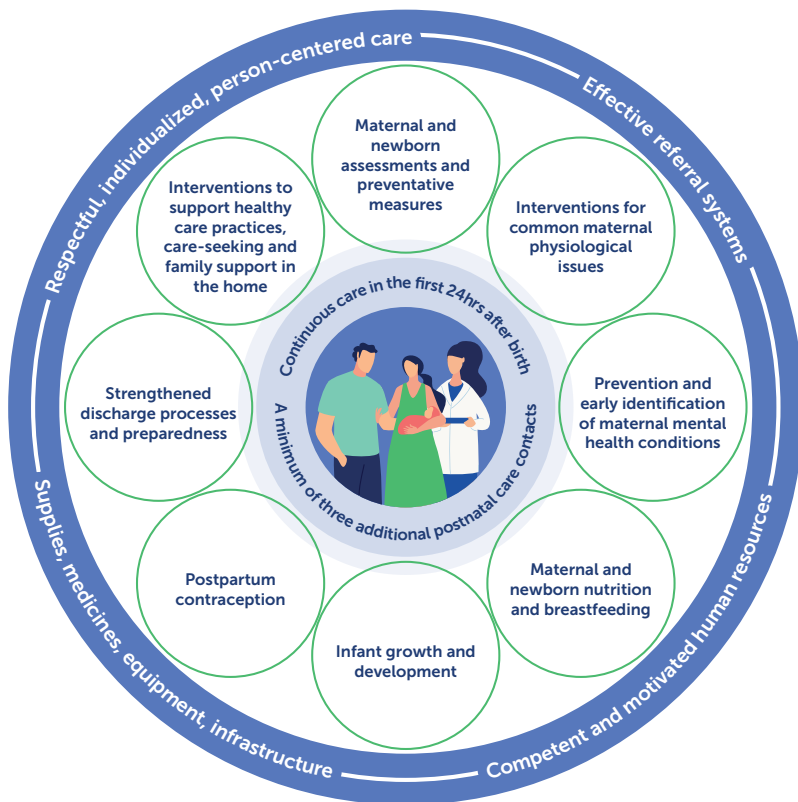 Respectful, individualized, person-centered care
Effective referral systems
Competent and motivated human resources
Supplies, medicines, equipment, infrastructure
Maternal and
newborn
assessments and
preventative
measures
Interventions for
common maternal
physiological
issues
Prevention and
early identification
of maternal mental
health conditions
Maternal and
newborn nutrition
and breastfeeding
Infant growth and
development
Postpartum
contraception
Strengthened
discharge processes
and preparedness
Interventions to
support healthy
care practices,
care-seeking and
family support in
the home
Continuous care in the first 24hrs after birth
A minimum of three additional postnatal care contacts